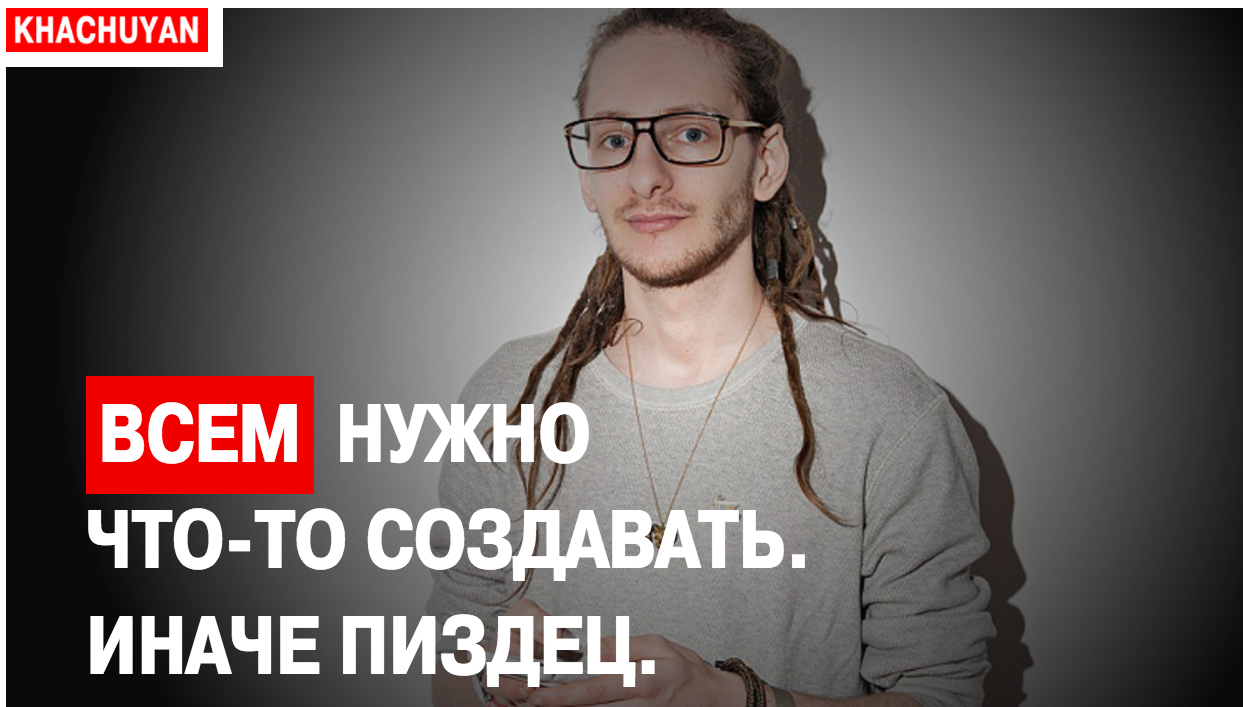 KHACHUYAN
ВСЕМ НУЖНО
ЧТО-ТО СОЗДАВАТЬ.
ИНАЧЕ ПИЗДЕЦ.